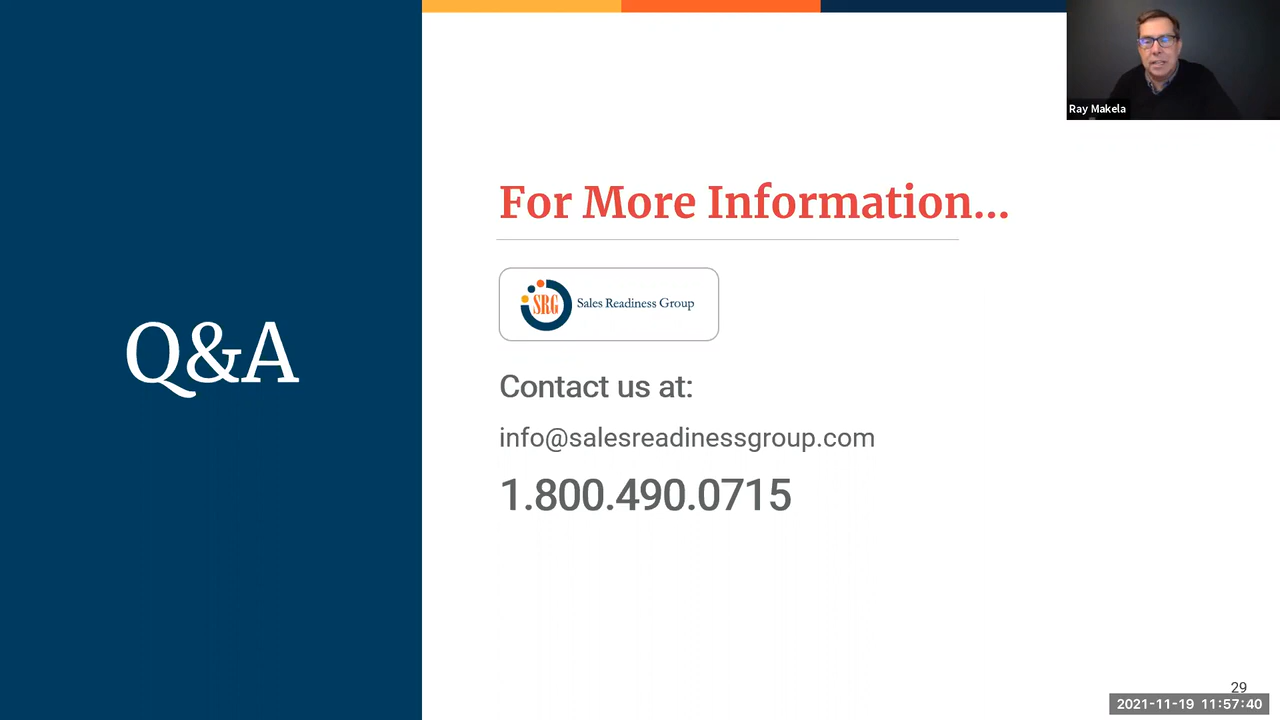 Ray Makela
For More Information...
SRG Sales Readiness Group
Q&A
Contact us at:
info@salesreadinessgroup.com
1.800.490.0715
29
2021-11-19 11:57:40